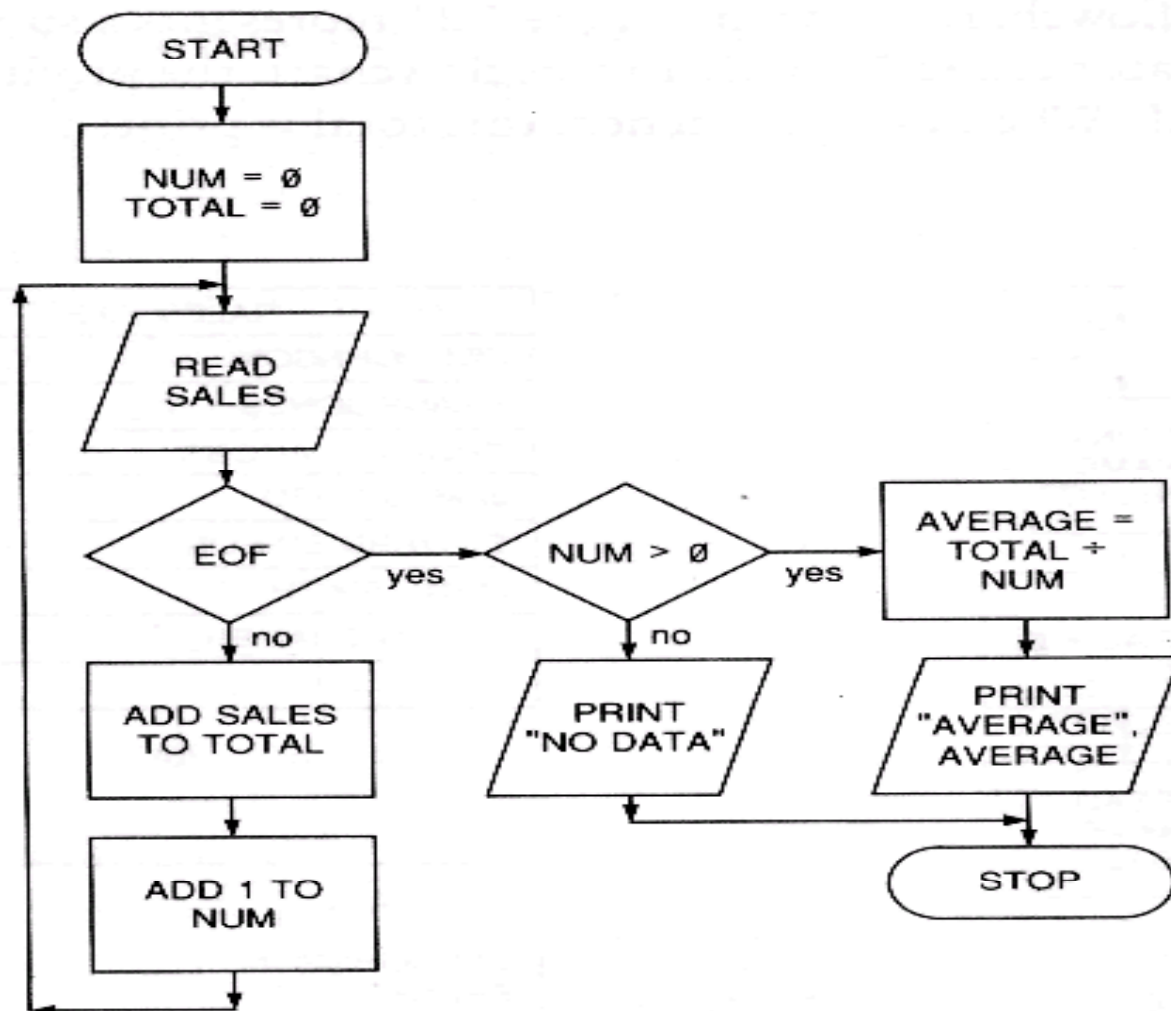 START
NUM = Ø
TOTAL = Ø
READ
SALES
EOF
yes
no
NUM > Ø
yes
no
AVERAGE =
TOTAL ÷
NUM
ADD SALES
TO TOTAL
PRINT
"NO DATA"
PRINT
"AVERAGE",
AVERAGE
ADD 1 TO
NUM
STOP